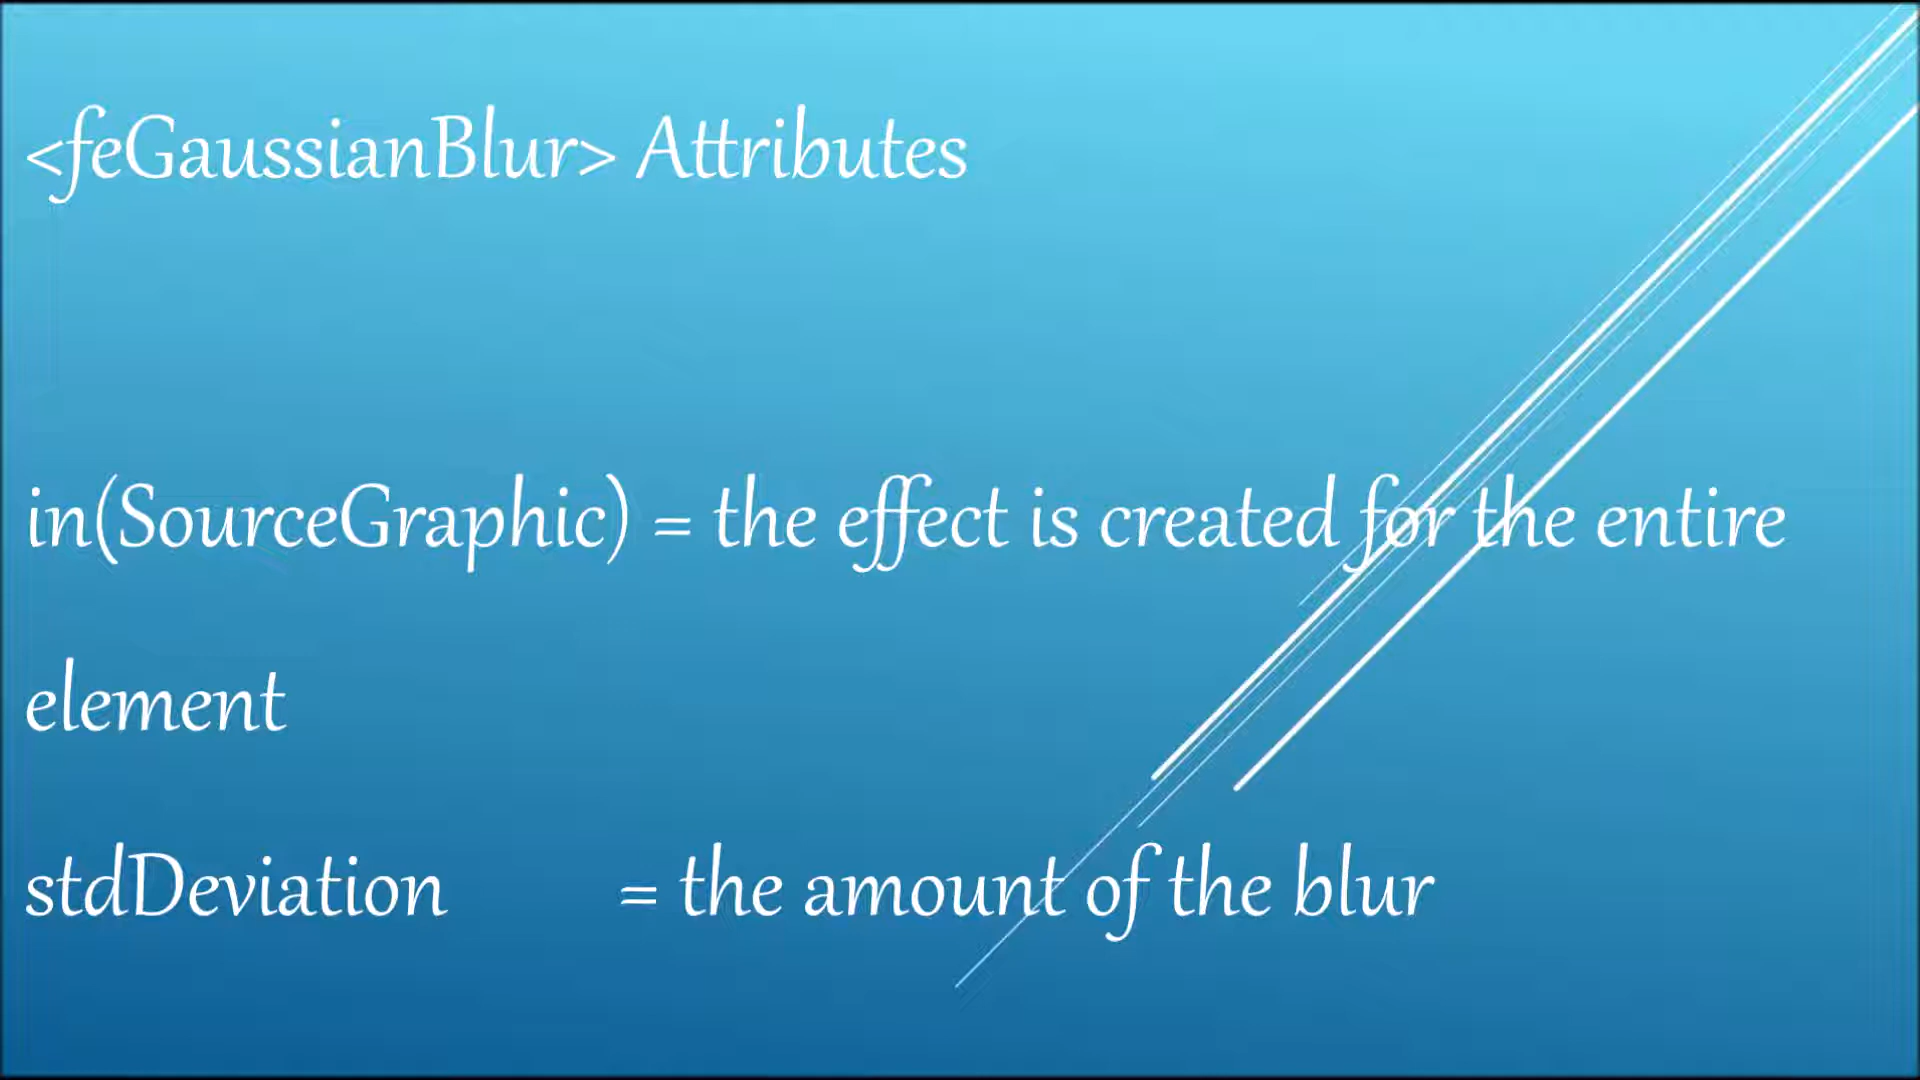 <feGaussianBlur> Attributes
in(SourceGraphic) = the effect is created for the entire
element
stdDeviation = the amount of the blur